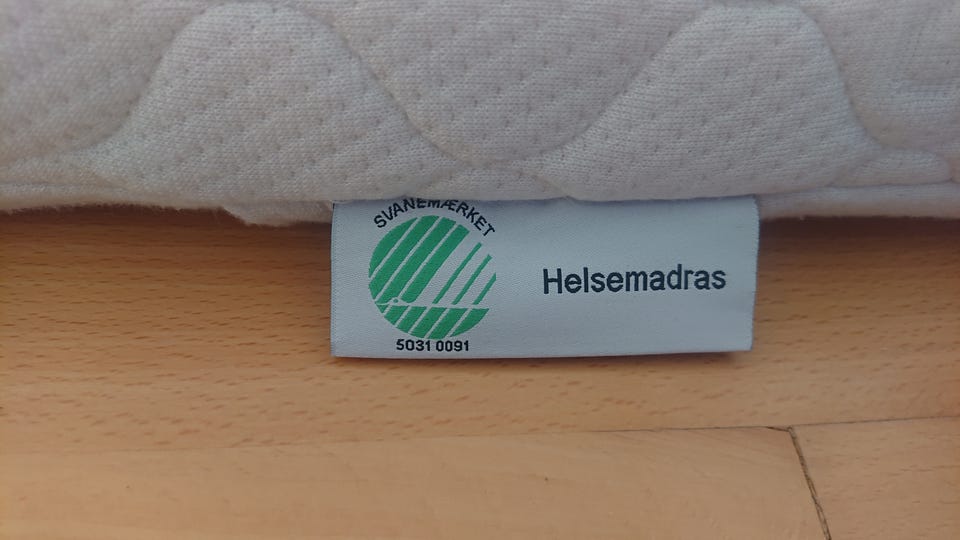 SVANEMÆRKET
5031 0091
Helsemadras